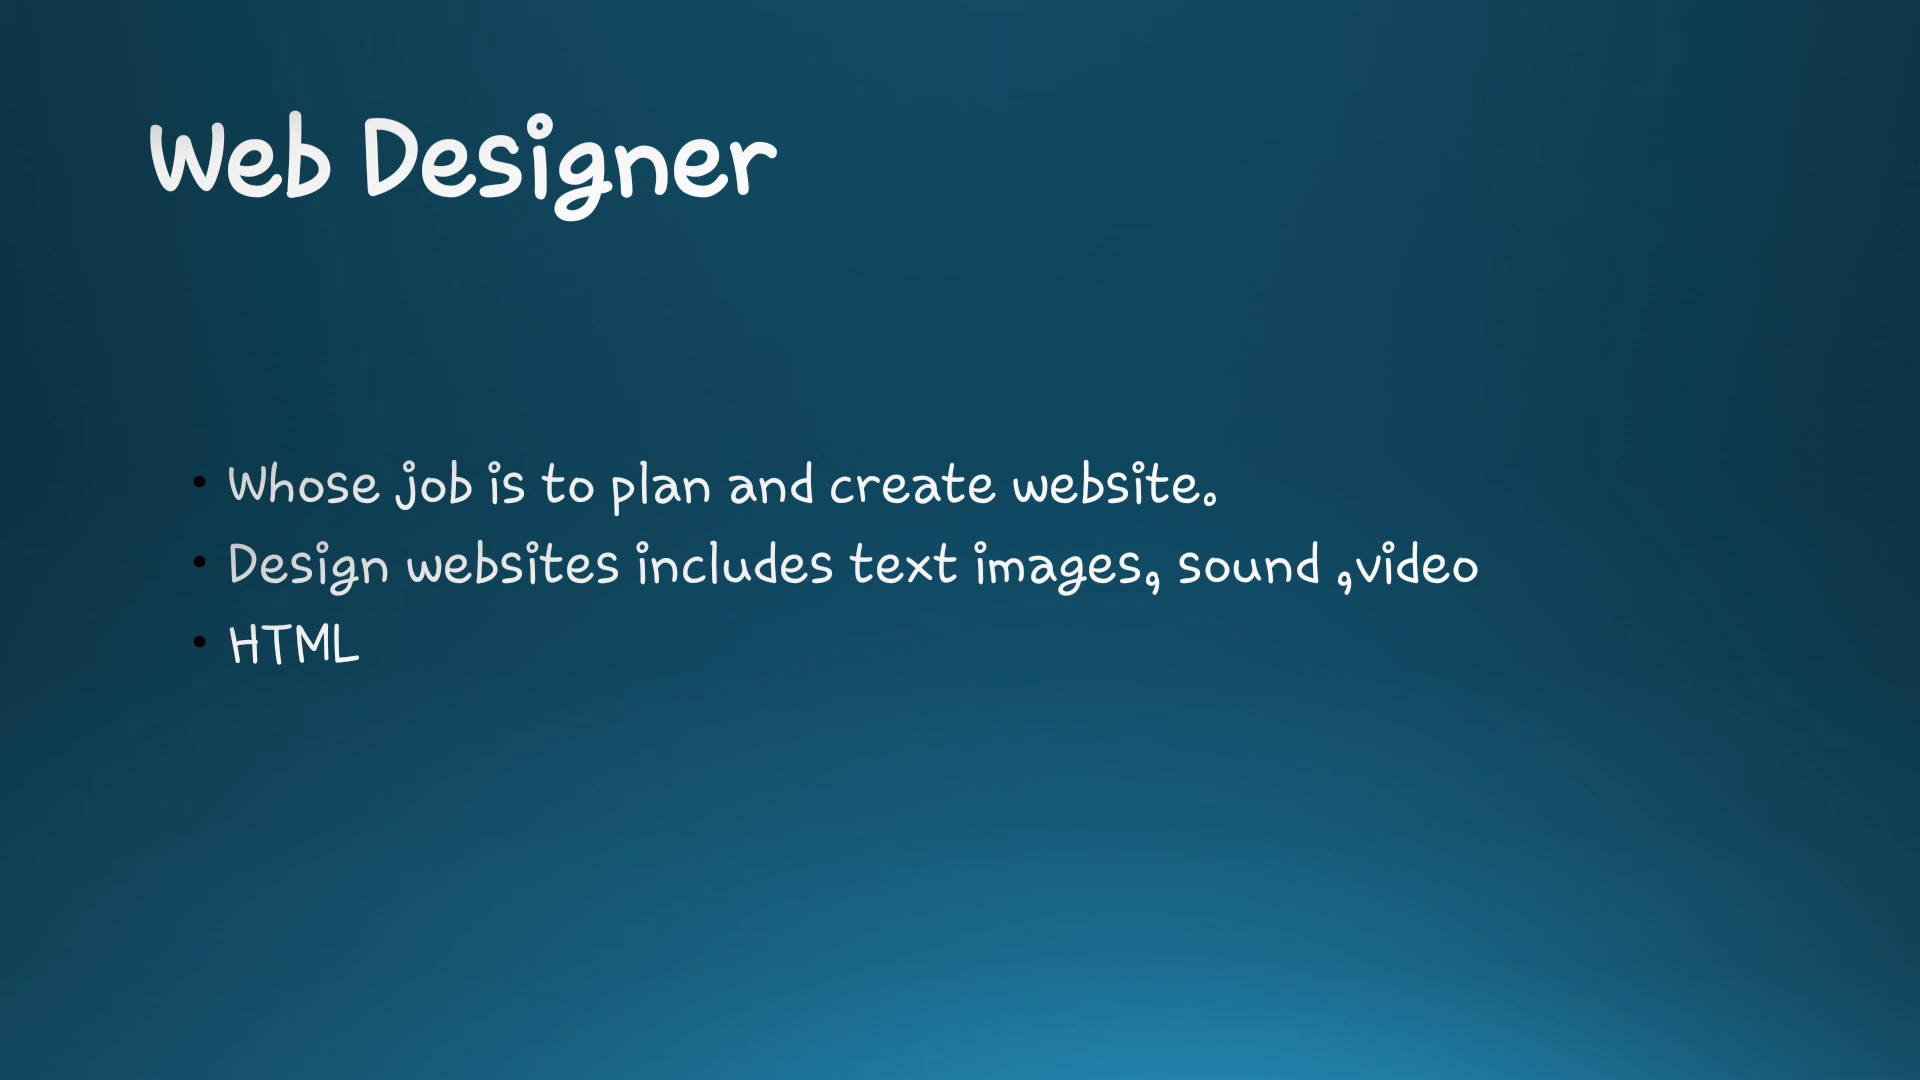 Web Designer
• Whose job is to plan and create website.
• Design websites includes text images, sound ,video
• HTML